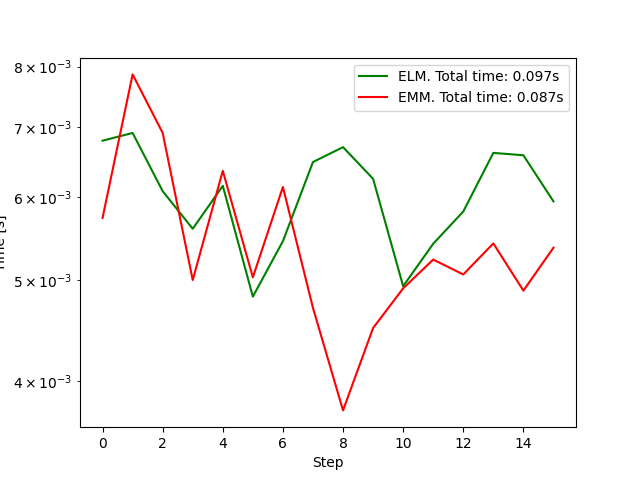 8 × 10⁻³
7 × 10⁻³
6 × 10⁻³
5 × 10⁻³
4 × 10⁻³
[s]
ELM. Total time: 0.097s
EMM. Total time: 0.087s
0 2 4 6 8 10 12 14
Step